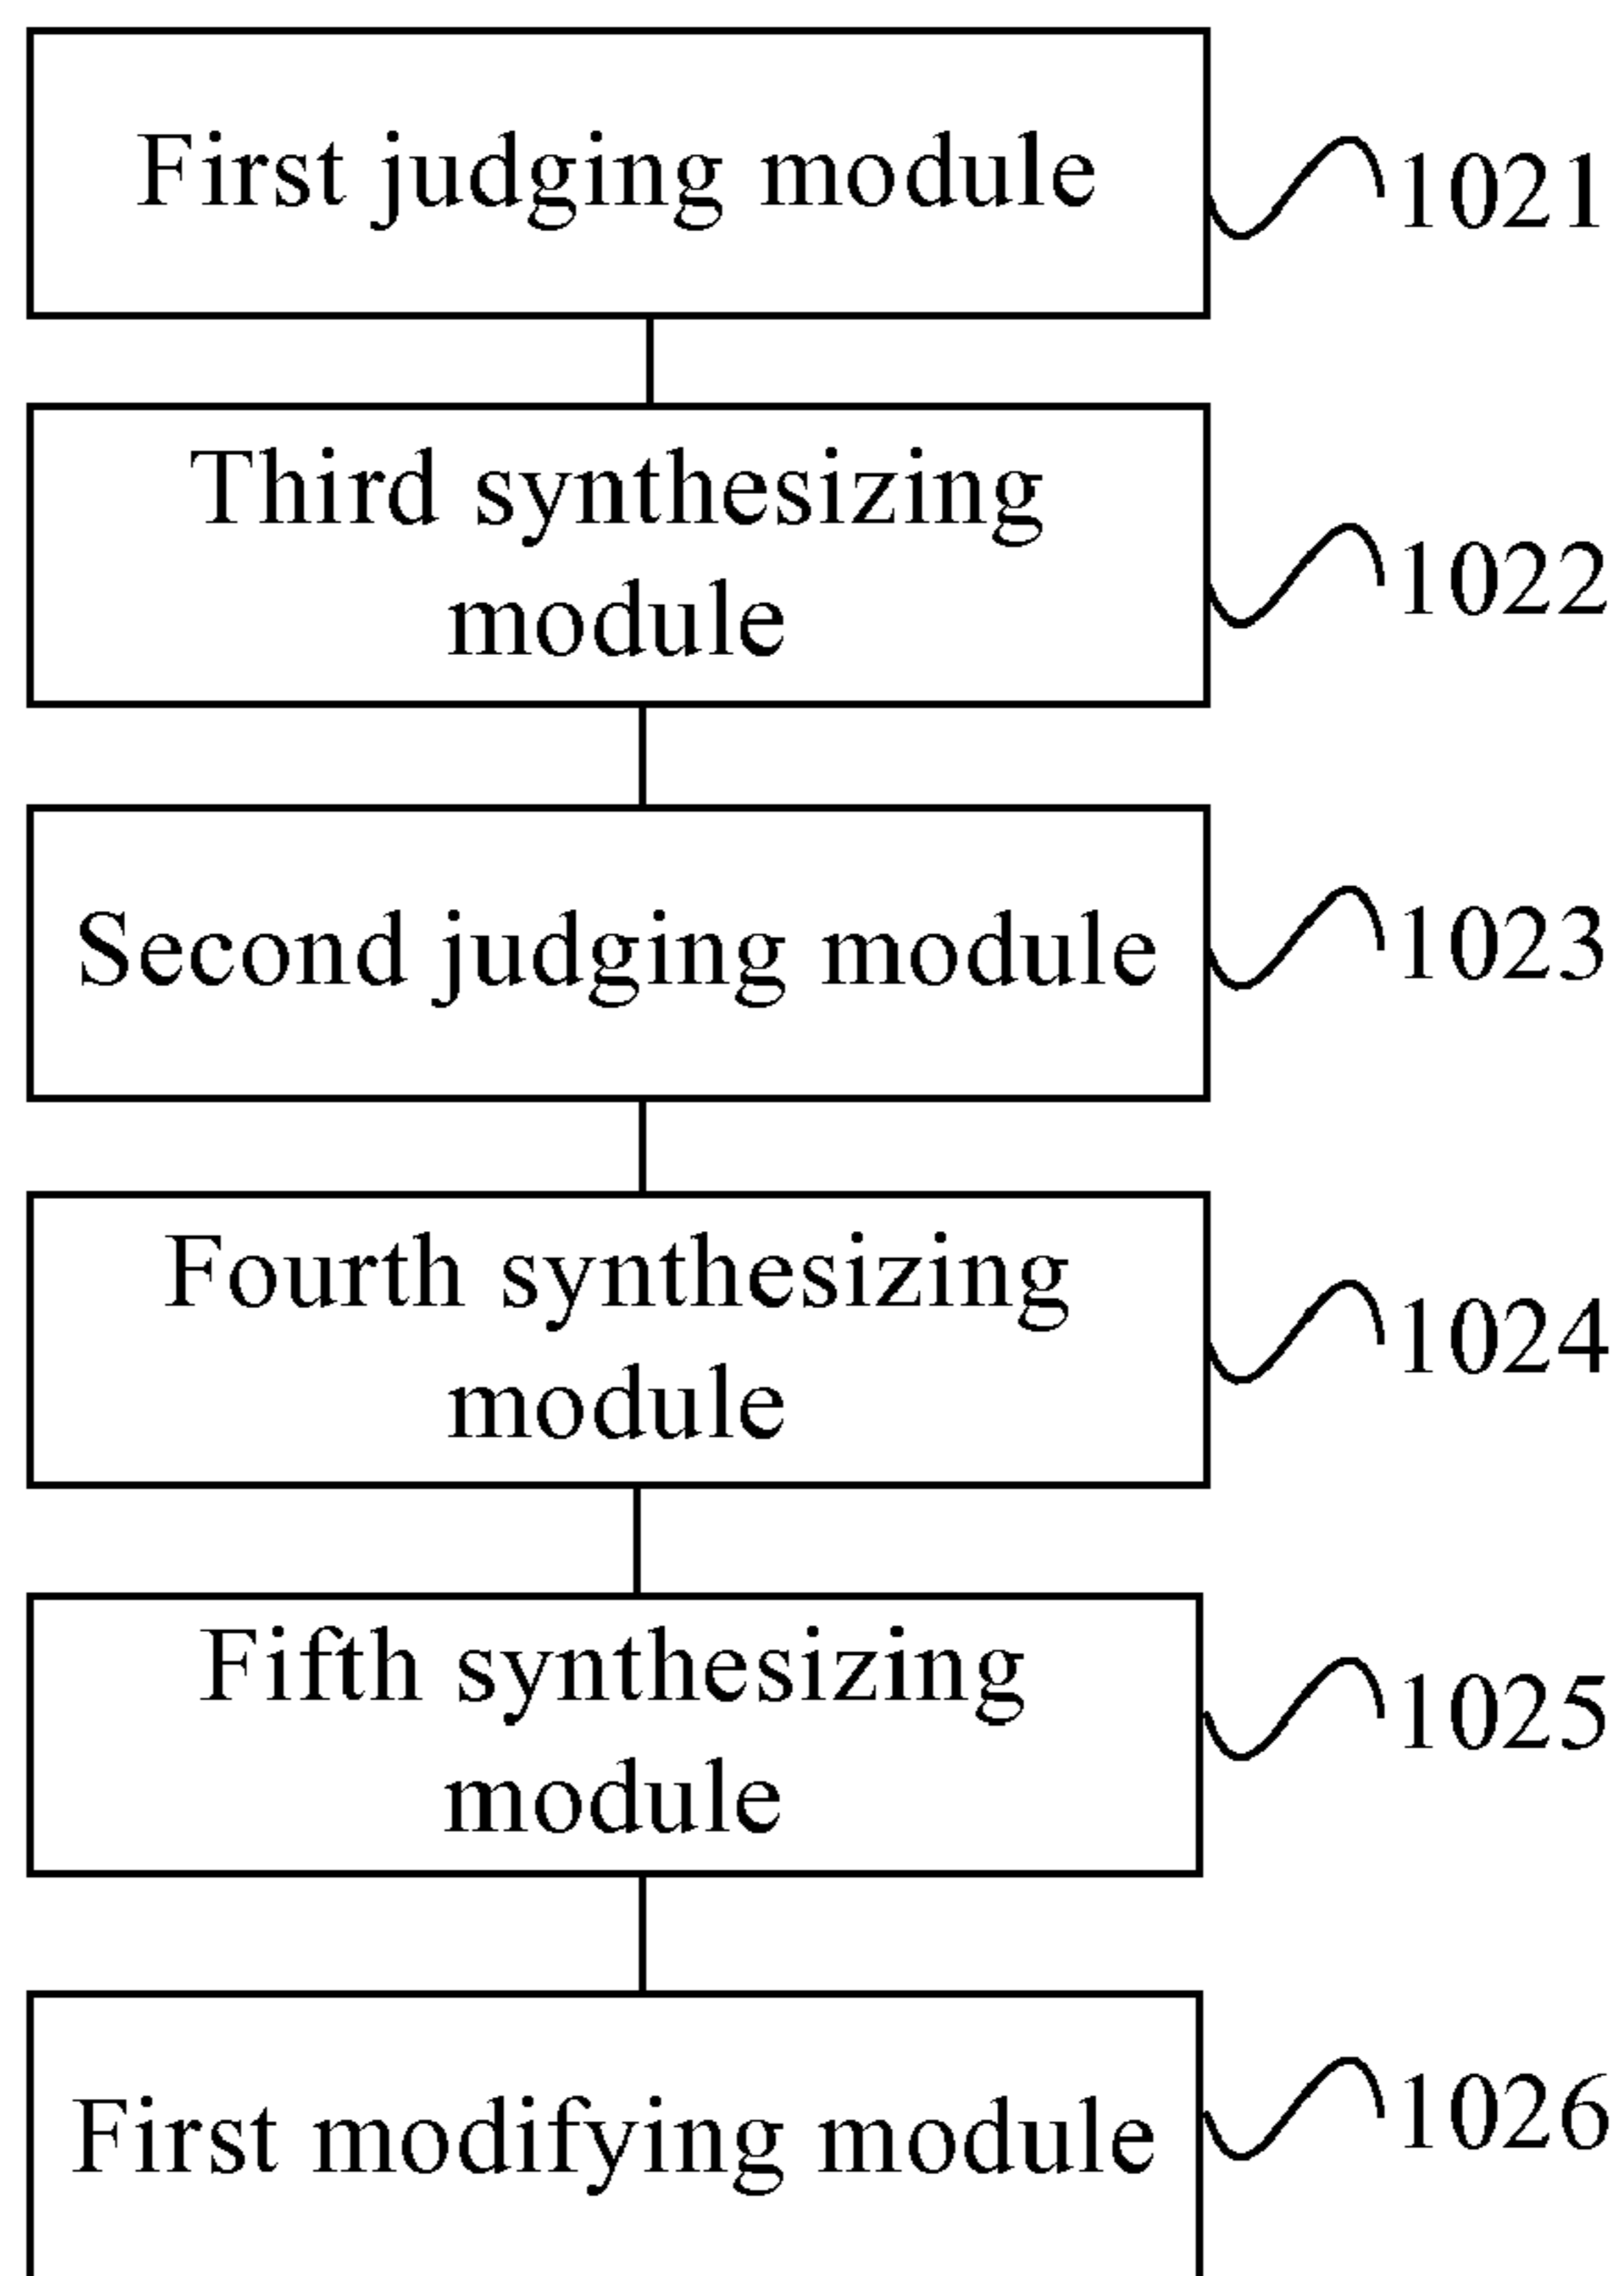 First judging module
1021
Third synthesizing
module
1022
Second judging module
1023
Fourth synthesizing
module
1024
Fifth synthesizing
module
1025
First modifying module
1026